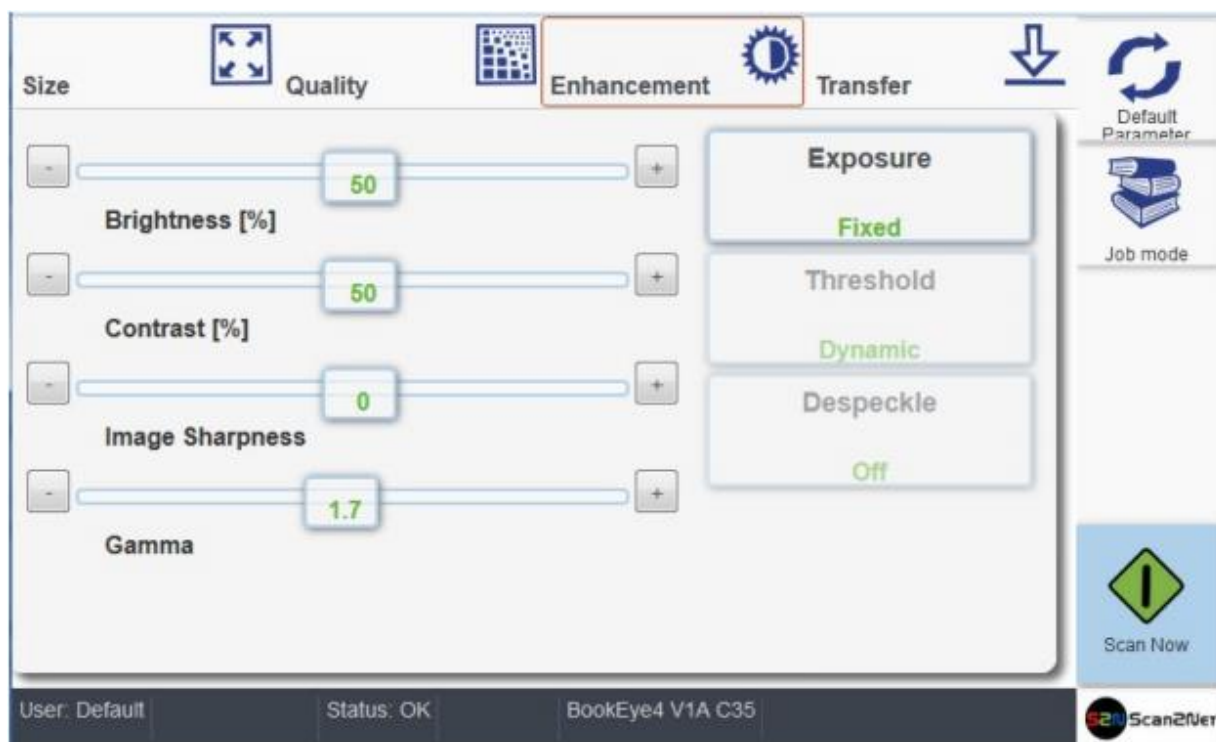 Size
Quality
Enhancement
Transfer
Default
Parameter
Job mode
- 50 +
Brightness [%]
- 50 +
Contrast [%]
- 0 +
Image Sharpness
- 1.7 +
Gamma
Exposure
Fixed
Threshold
Dynamic
Despeckle
Off
Scan Now
User: Default
Status: OK
BookEye4 V1A C35
S2N Scan2Net